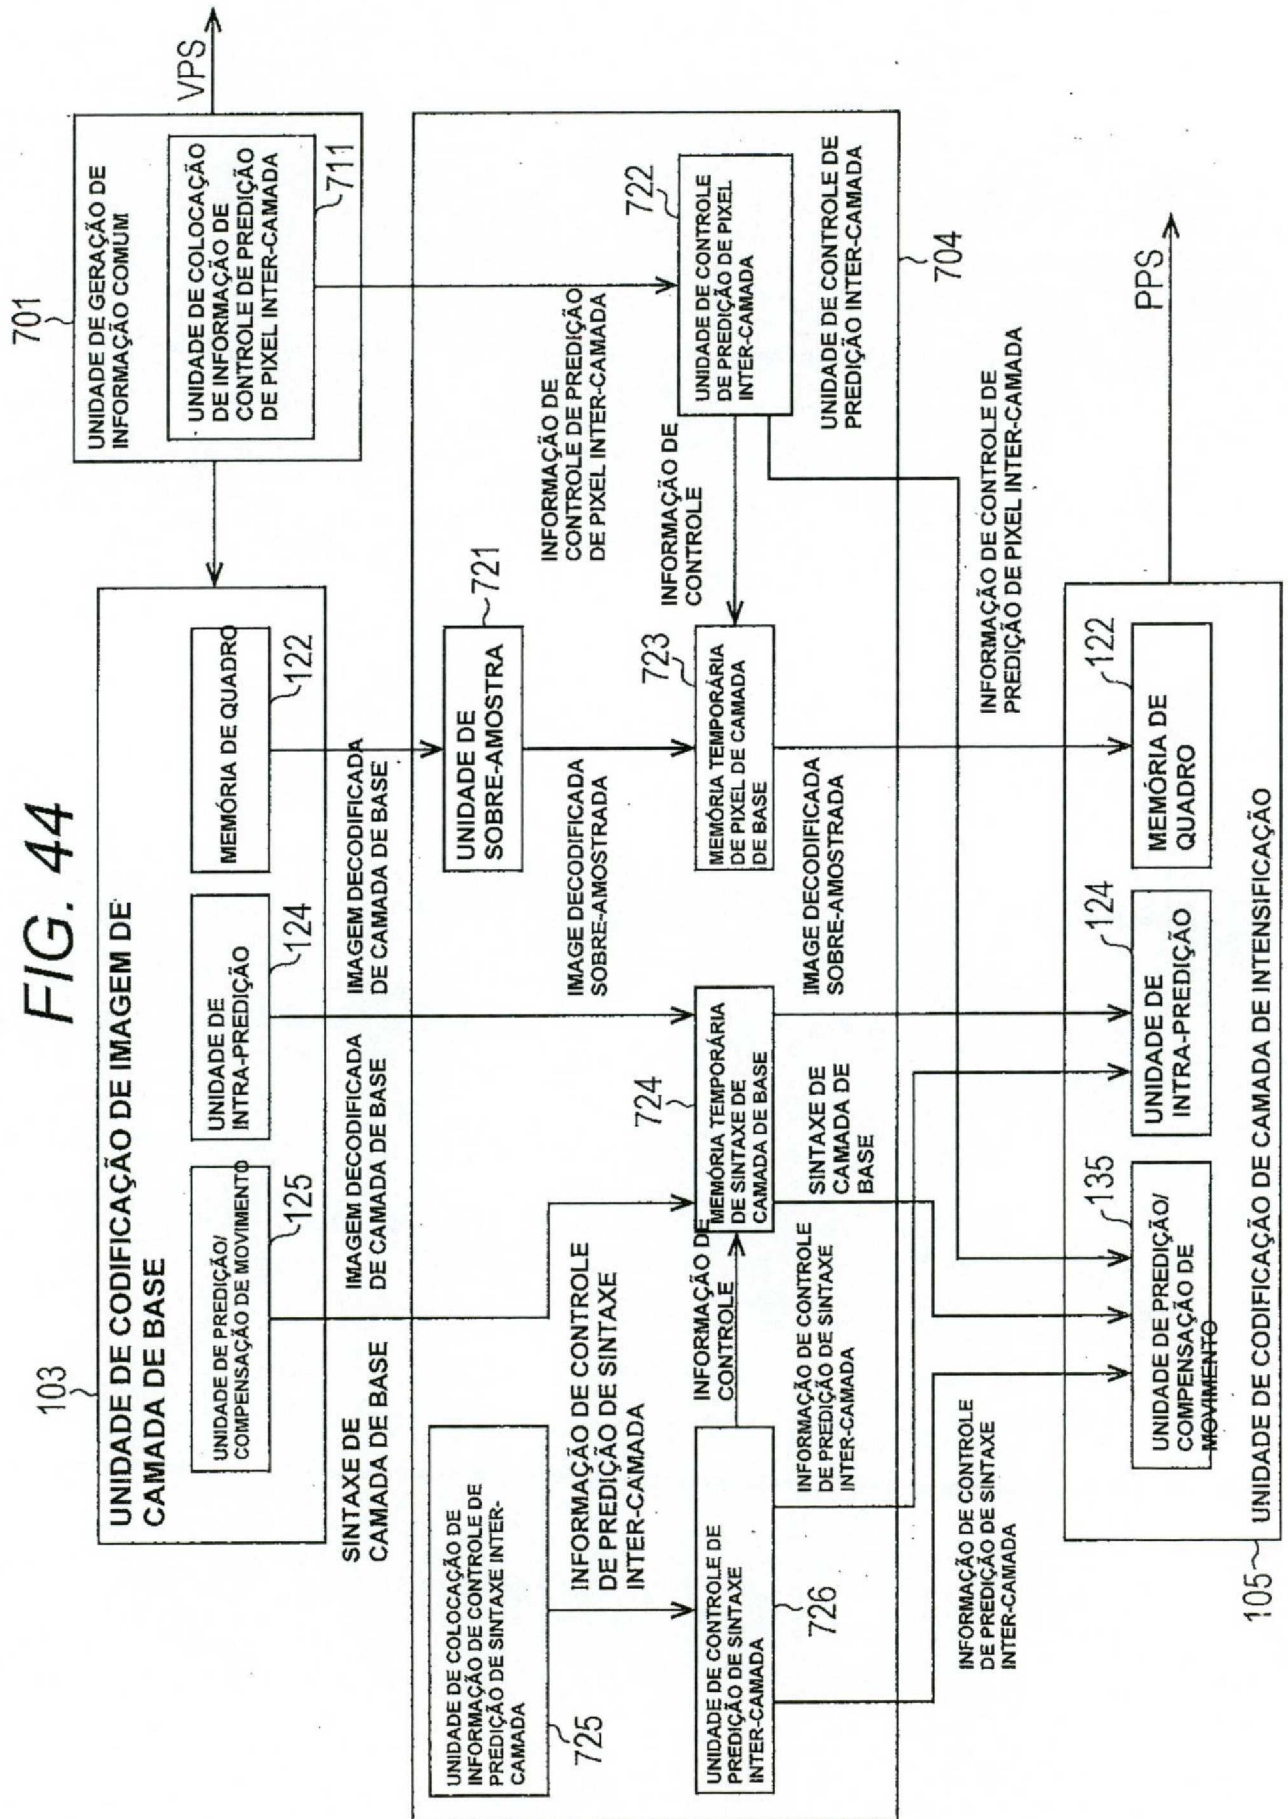 FIG. 44
103
UNIDADE DE CODIFICAÇÃO DE IMAGEM DE
CAMADA DE BASE
UNIDADE DE PREDIÇÃO/
COMPENSAÇÃO DE MOVIMENTO
125
UNIDADE DE
INTRA-PREDIÇÃO
124
MEMÓRIA DE QUADRO
122
701
UNIDADE DE GERAÇÃO DE
INFORMAÇÃO COMUM
UNIDADE DE COLOCAÇÃO
DE INFORMAÇÃO DE
CONTROLE DE PREDIÇÃO
DE PIXEL INTER-CAMADA
711
VPS
SINTAXE DE
CAMADA DE BASE
IMAGEM DECODIFICADA
DE CAMADA DE BASE
IMAGEM DECODIFICADA
DE CAMADA DE BASE
UNIDADE DE COLOCAÇÃO DE
INFORMAÇÃO DE CONTROLE DE
PREDIÇÃO DE SINTAXE INTER-
CAMADA
725
INFORMAÇÃO DE CONTROLE
DE PREDIÇÃO DE SINTAXE
INTER-CAMADA
UNIDADE DE
SOBRE-AMOSTRA
721
IMAGE DECODIFICADA
SOBRE-AMOSTRADA
INFORMAÇÃO DE
CONTROLE DE PREDIÇÃO
DE PIXEL INTER-CAMADA
UNIDADE DE CONTROLE DE
PREDIÇÃO DE SINTAXE
INTER-CAMADA
726
INFORMAÇÃO DE
CONTROLE
724
MEMÓRIA TEMPORÁRIA
DE SINTAXE DE
CAMADA DE BASE
723
MEMÓRIA TEMPORÁRIA
DE PIXEL DE CAMADA
DE BASE
INFORMAÇÃO DE
CONTROLE
722
UNIDADE DE CONTROLE
DE PREDIÇÃO DE PIXEL
INTER-CAMADA
INFORMAÇÃO DE CONTROLE
DE PREDIÇÃO DE SINTAXE
INTER-CAMADA
SINTAXE DE
CAMADA DE
BASE
IMAGE DECODIFICADA
SOBRE-AMOSTRADA
UNIDADE DE CONTROLE DE
PREDIÇÃO INTER-CAMADA
704
INFORMAÇÃO DE CONTROLE
DE PREDIÇÃO DE SINTAXE
INTER-CAMADA
INFORMAÇÃO DE CONTROLE DE
PREDIÇÃO DE PIXEL INTER-CAMADA
UNIDADE DE PREDIÇÃO/
COMPENSAÇÃO DE
MOVIMENTO
135
UNIDADE DE
INTRA-PREDIÇÃO
124
MEMÓRIA DE
QUADRO
122
PPS
105
UNIDADE DE CODIFICAÇÃO DE CAMADA DE INTENSIFICAÇÃO